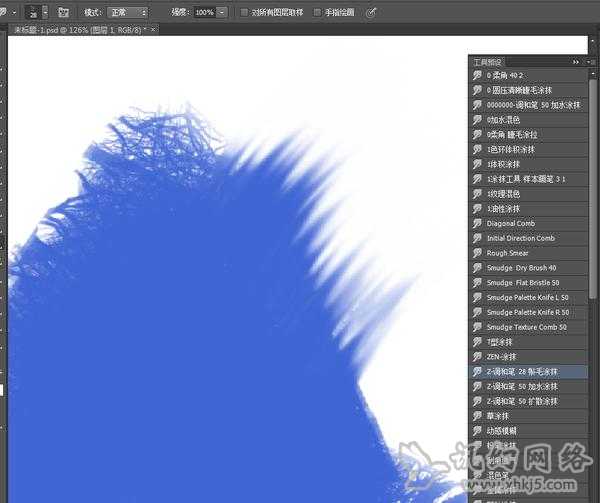 28
模式: 正常
强度: 100%
对所有图层取样
手指绘画
未标题-1.psd @ 126% (图层 1, RGB/8) * ×
工具预设
0 柔角 40 2
0 圆压清晰睫毛涂抹
0000000-调和笔 50 加水涂抹
0加水混色
0柔角 睫毛涂拉
1色环体积涂抹
1体积涂抹
1涂抹工具 样本画笔 3 1
1纹理混色
1油性涂抹
Diagonal Comb
Initial Direction Comb
Rough Smear
Smudge Dry Brush 40
Smudge Flat Bristle 50
Smudge Palette Knife L 50
Smudge Palette Knife R 50
Smudge Texture Comb 50
T型涂抹
ZEN-涂抹
Z-调和笔 28 制毛涂抹
Z-调和笔 50 加水涂抹
Z-调和笔 50 扩散涂抹
草涂抹
动感模糊
混色笔
网络
www.yhkj5.com